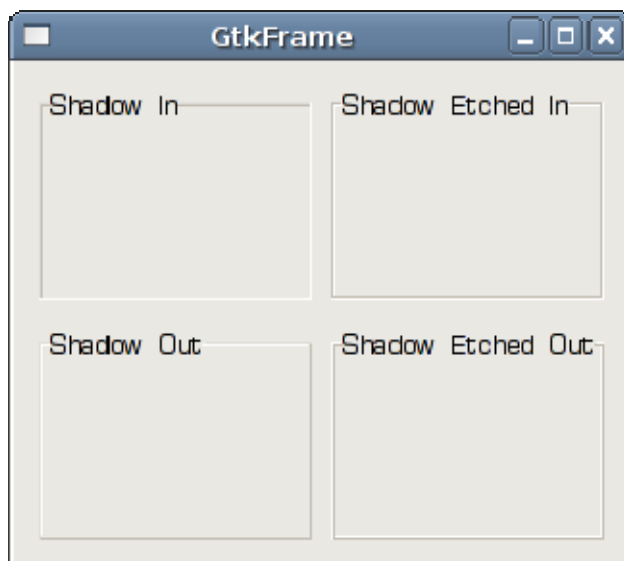 GtkFrame
Shadow In
Shadow Etched In
Shadow Out
Shadow Etched Out